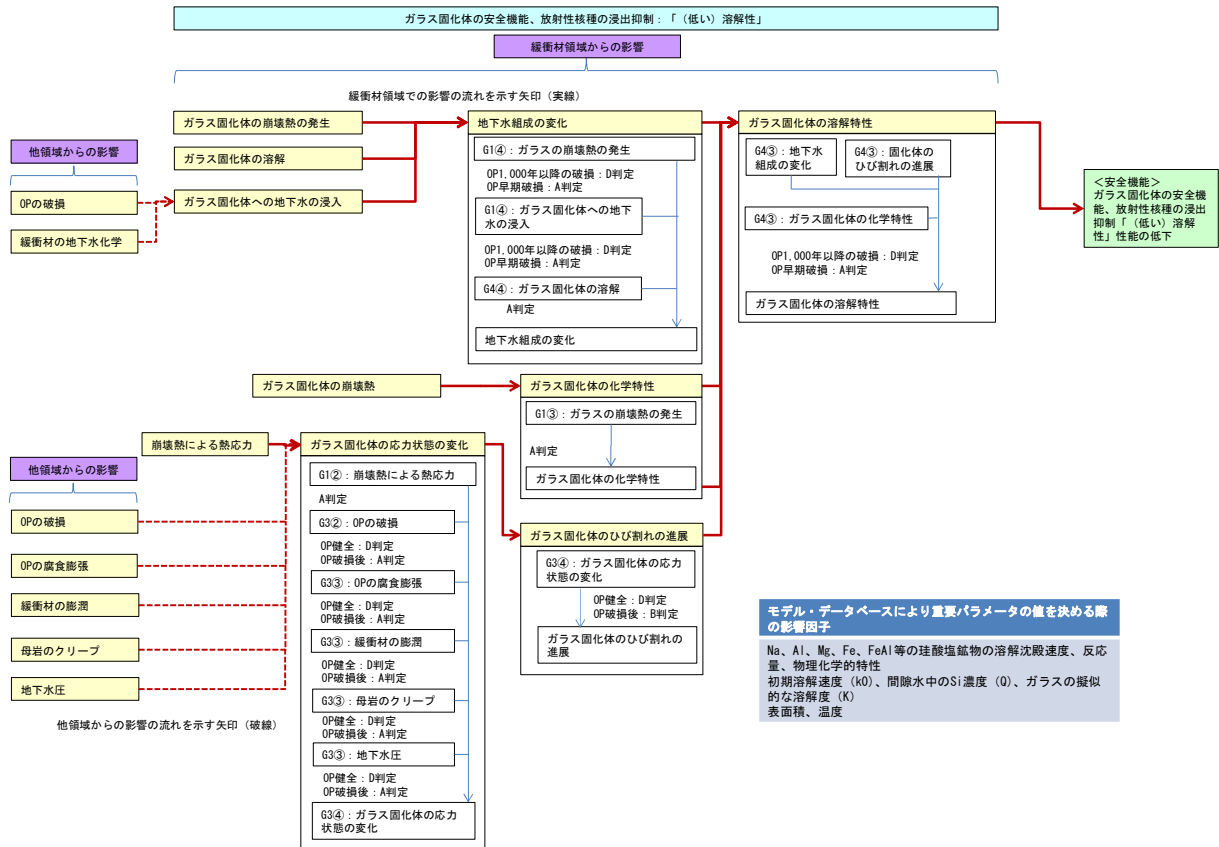 ガラス固化体の安全機能、放射性核種の浸出抑制：「（低い）溶解性」
緩衝材領域からの影響
緩衝材領域での影響の流れを示す矢印（実線）
ガラス固化体の崩壊熱の発生
ガラス固化体の溶解
ガラス固化体への地下水の浸入
他領域からの影響
OPの破損
緩衝材の地下水化学
地下水組成の変化
G1④：ガラスの崩壊熱の発生
OP1,000年以降の破損：D判定
OP早期破損：A判定
G1④：ガラス固化体への地下
水の浸入
OP1,000年以降の破損：D判定
OP早期破損：A判定
G4④：ガラス固化体の溶解
A判定
地下水組成の変化
ガラス固化体の溶解特性
G4③：地下水
組成の変化
G4③：固化体の
ひび割れの進展
G4③：ガラス固化体の化学特性
OP1,000年以降の破損：D判定
OP早期破損：A判定
ガラス固化体の溶解特性
＜安全機能＞
ガラス固化体の安全機
能、放射性核種の浸出
抑制「（低い）溶解
性」性能の低下
ガラス固化体の崩壊熱
ガラス固化体の化学特性
G1③：ガラスの崩壊熱の発生
A判定
ガラス固化体の化学特性
崩壊熱による熱応力
他領域からの影響
OPの破損
OPの腐食膨張
緩衝材の膨潤
母岩のクリープ
地下水圧
他領域からの影響の流れを示す矢印（破線）
ガラス固化体の応力状態の変化
G1②：崩壊熱による熱応力
A判定
G3②：OPの破損
OP健全：D判定
OP破損後：A判定
G3③：OPの腐食膨張
OP健全：D判定
OP破損後：A判定
G3③：緩衝材の膨潤
OP健全：D判定
OP破損後：A判定
G3③：母岩のクリープ
OP健全：D判定
OP破損後：A判定
G3③：地下水圧
OP健全：D判定
OP破損後：A判定
G3④：ガラス固化体の応力
状態の変化
ガラス固化体のひび割れの進展
G3④：ガラス固化体の応力
状態の変化
OP健全：D判定
OP破損後：B判定
ガラス固化体のひび割れの
進展
モデル・データベースにより重要パラメータの値を決める際
の影響因子
Na、Al、Mg、Fe、FeAl等の珪酸塩鉱物の溶解沈殿速度、反応
量、物理化学的特性
初期溶解速度（k0）、間隙水中のSi濃度（Q）、ガラスの擬似
的な溶解度（K）
表面積、温度